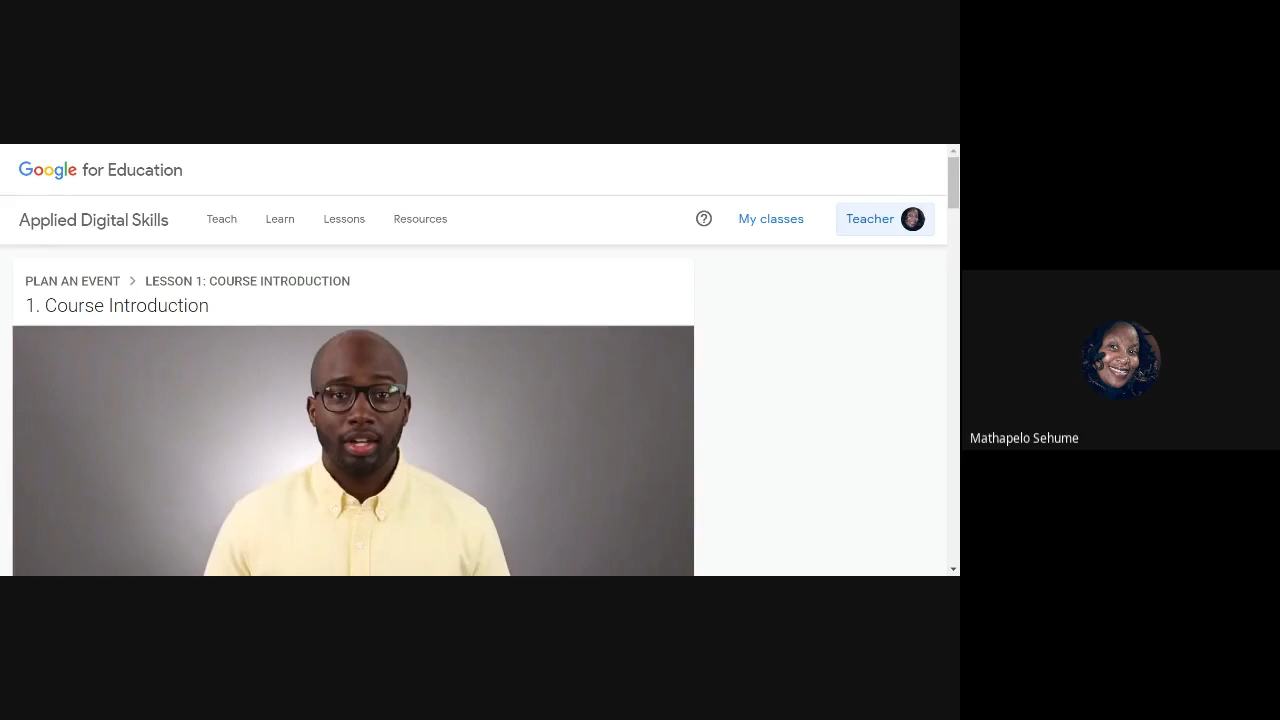 Google for Education
Applied Digital Skills Teach Learn Lessons Resources My classes Teacher
PLAN AN EVENT > LESSON 1: COURSE INTRODUCTION
1. Course Introduction
Mathapelo Sehume